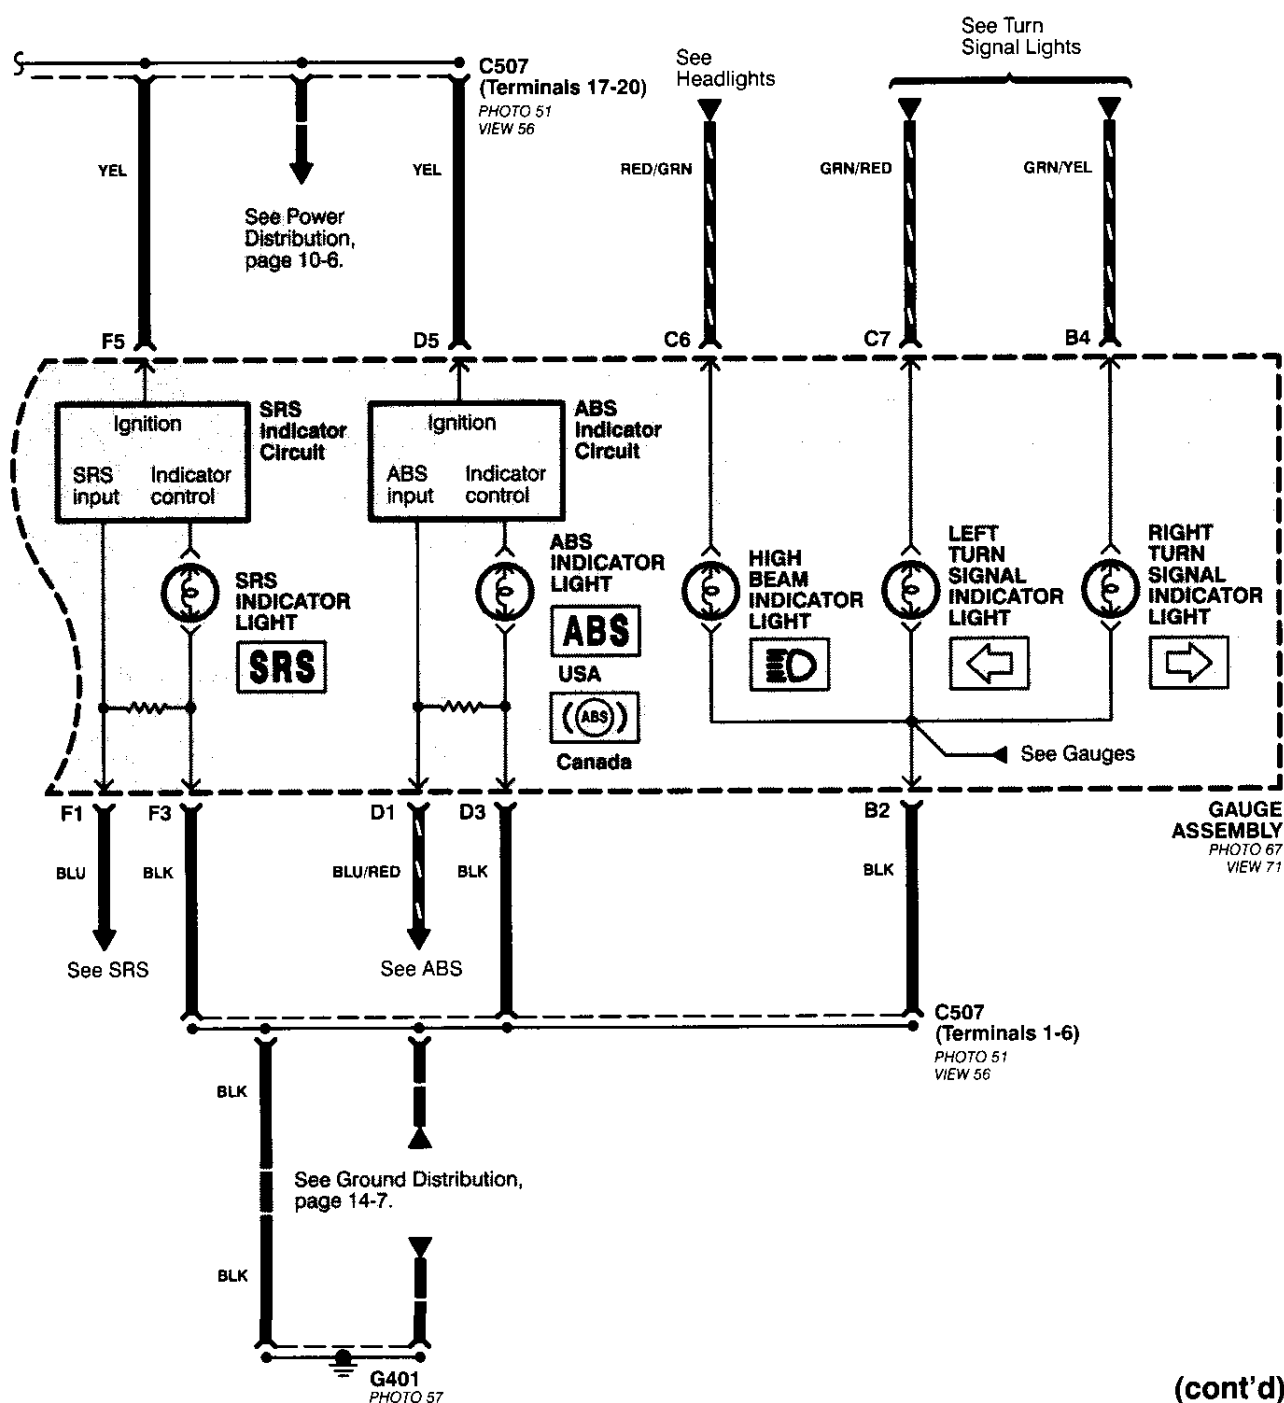 See Turn
Signal Lights
See
Headlights
C507
(Terminals 17-20)
PHOTO 51
VIEW 56
YEL
YEL
RED/GRN
GRN/RED
GRN/YEL
See Power
Distribution,
page 10-6.
F5
D5
C6
C7
B4
Ignition
SRS
input
Indicator
control
SRS
Indicator
Circuit
Ignition
ABS
input
Indicator
control
ABS
Indicator
Circuit
SRS
INDICATOR
LIGHT
SRS
ABS
INDICATOR
LIGHT
ABS
USA
ABS
Canada
HIGH
BEAM
INDICATOR
LIGHT
LEFT
TURN
SIGNAL
INDICATOR
LIGHT
RIGHT
TURN
SIGNAL
INDICATOR
LIGHT
See Gauges
F1
F3
D1
D3
B2
GAUGE
ASSEMBLY
PHOTO 67
VIEW 71
BLU
BLK
BLU/RED
BLK
BLK
See SRS
See ABS
C507
(Terminals 1-6)
PHOTO 51
VIEW 56
BLK
See Ground Distribution,
page 14-7.
BLK
G401
PHOTO 57
(cont'd)